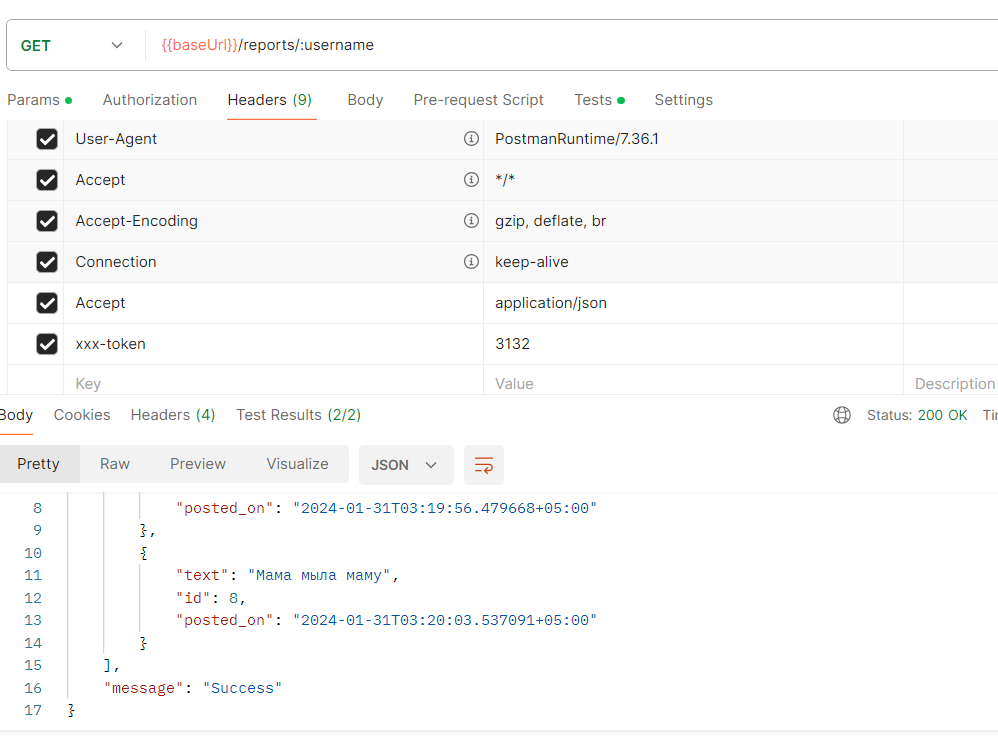 GET {{baseUrl}}/reports/:username
Params Authorization Headers (9) Body Pre-request Script Tests Settings
User-Agent PostmanRuntime/7.36.1
Accept */*
Accept-Encoding gzip, deflate, br
Connection keep-alive
Accept application/json
xxx-token 3132
Key Value Description
Body Cookies Headers (4) Test Results (2/2) Status: 200 OK
Pretty Raw Preview Visualize JSON
8 "posted_on": "2024-01-31T03:19:56.479668+05:00"
9 },
10 {
11 "text": "Мама мыла маму",
12 "id": 8,
13 "posted_on": "2024-01-31T03:20:03.537091+05:00"
14 }
15 ],
16 "message": "Success"
17 }